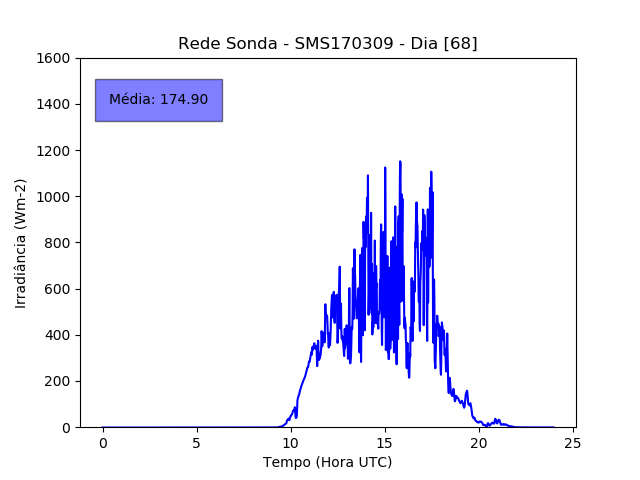 Rede Sonda - SMS170309 - Dia [68]
1600
1400
1200
1000
800
600
400
200
0
Irradiância (Wm-2)
Média: 174.90
0 5 10 15 20 25
Tempo (Hora UTC)